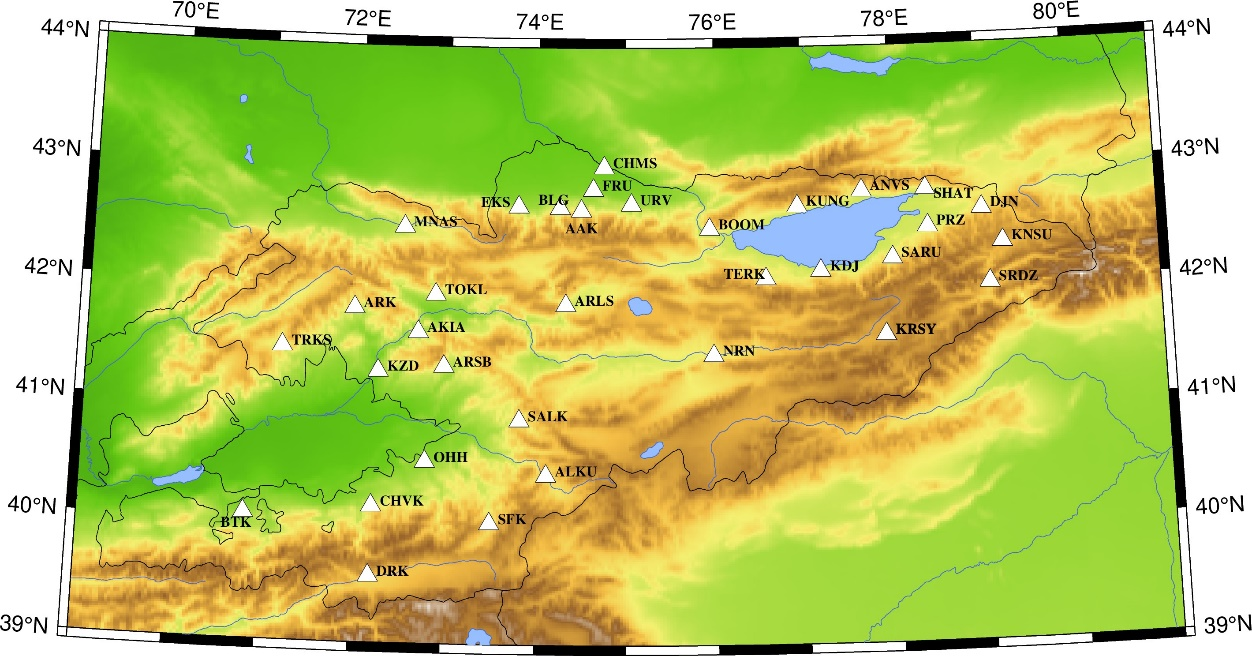 70°E 72°E 74°E 76°E 78°E 80°E
44°N 44°N
43°N 43°N
CHMS
FRU
ANVS
SHAT
EKS
BLG
URV
KUNG
DJN
MNAS
AAK
BOOM
PRZ
KNSU
SARU
42°N 42°N
TERK
KDJ
SRDZ
TOKL
ARK
ARLS
AKIA
KRSY
TRKS
NRN
KZD
ARSB
41°N 41°N
SALK
OHH
ALKU
40°N 40°N
CHVK
BTK
SFK
DRK
39°N 39°N